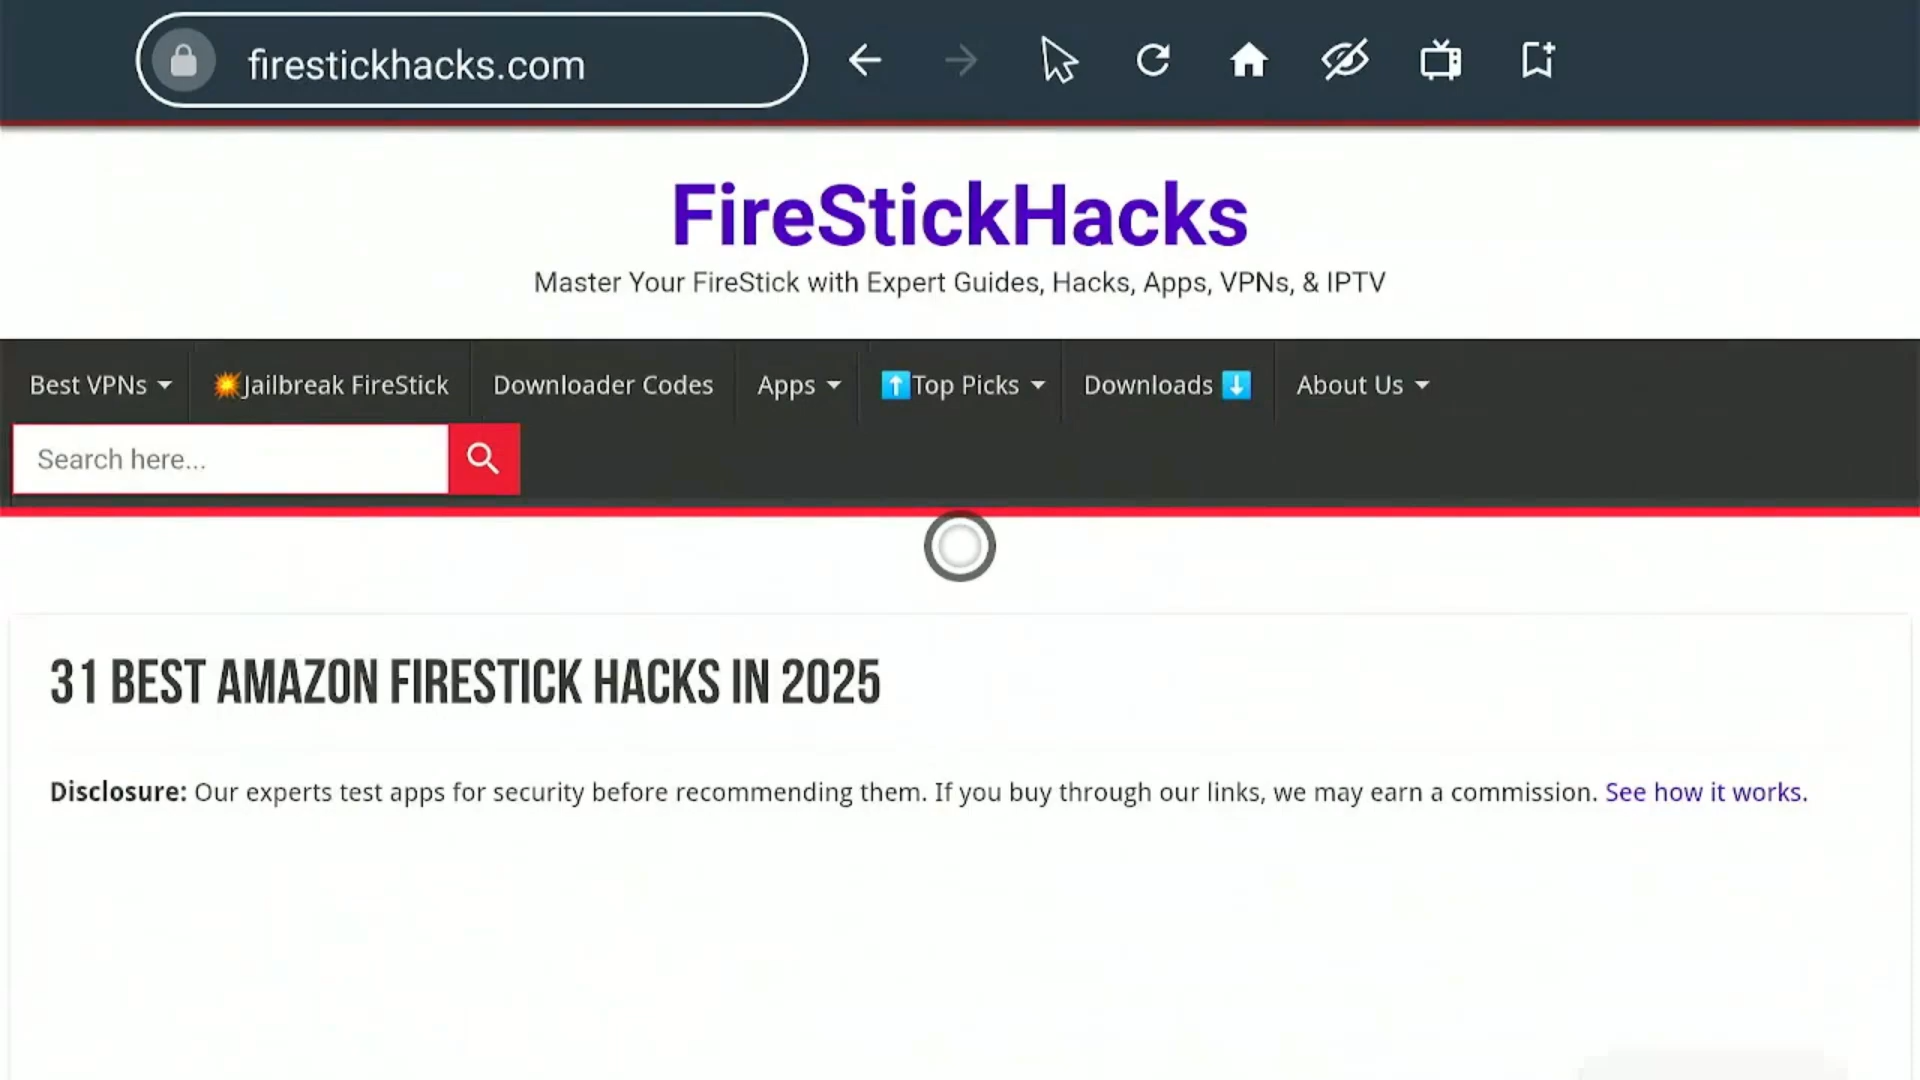 firestickhacks.com
FireStickHacks
Master Your FireStick with Expert Guides, Hacks, Apps, VPNs, & IPTV
Best VPNs 💥Jailbreak FireStick Downloader Codes Apps ⬆️Top Picks Downloads ⬇️ About Us
Search here...
31 BEST AMAZON FIRESTICK HACKS IN 2025
Disclosure: Our experts test apps for security before recommending them. If you buy through our links, we may earn a commission. See how it works.